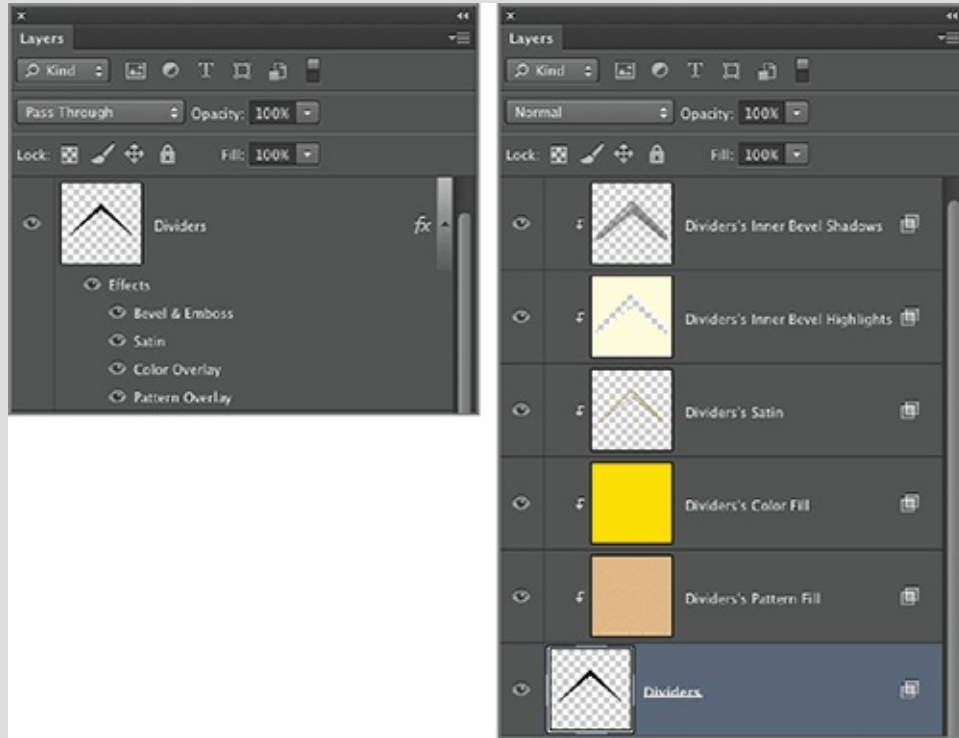 Layers
Kind
Pass Through Opacity: 100%
Lock: Fill: 100%
Dividers fx
Effects
Bevel & Emboss
Satin
Color Overlay
Pattern Overlay
Layers
Kind
Normal Opacity: 100%
Lock: Fill: 100%
Dividers's Inner Bevel Shadows
Dividers's Inner Bevel Highlights
Dividers's Satin
Dividers's Color Fill
Dividers's Pattern Fill
Dividers